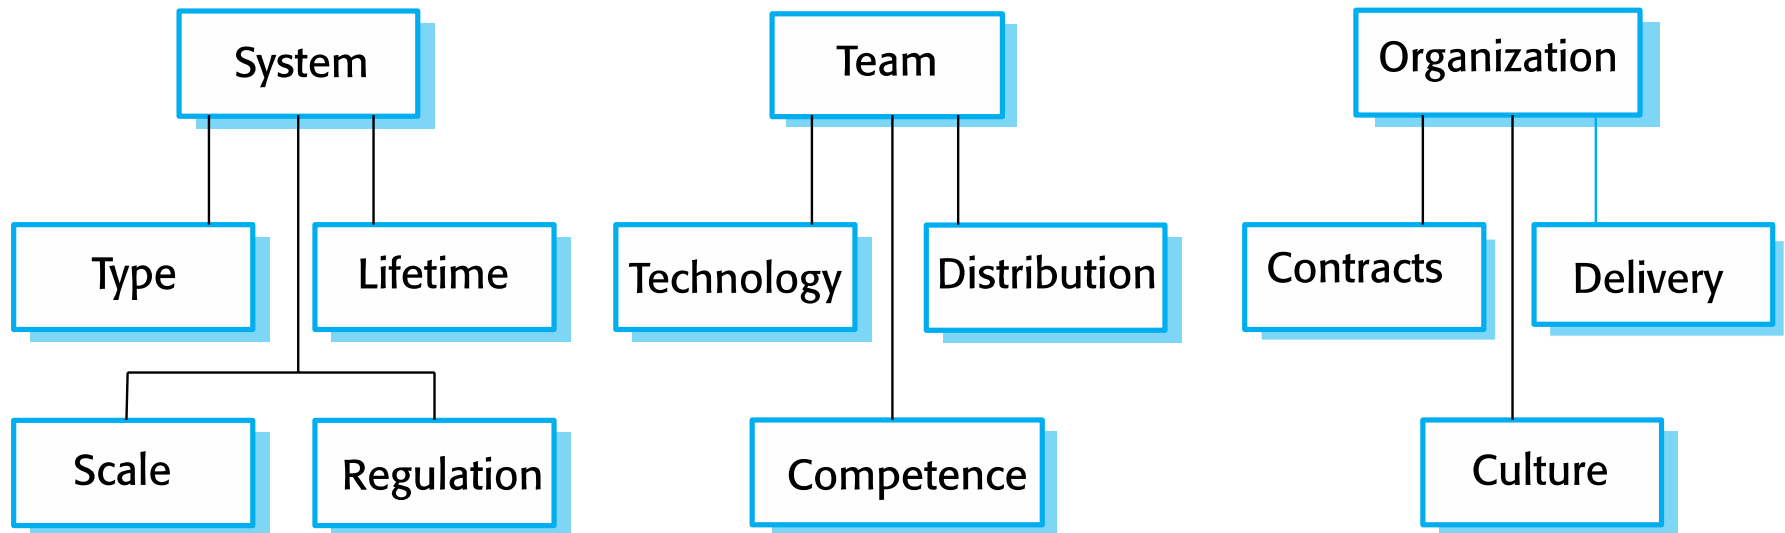 System
Team
Organization
Type
Lifetime
Technology
Distribution
Contracts
Delivery
Scale
Regulation
Competence
Culture